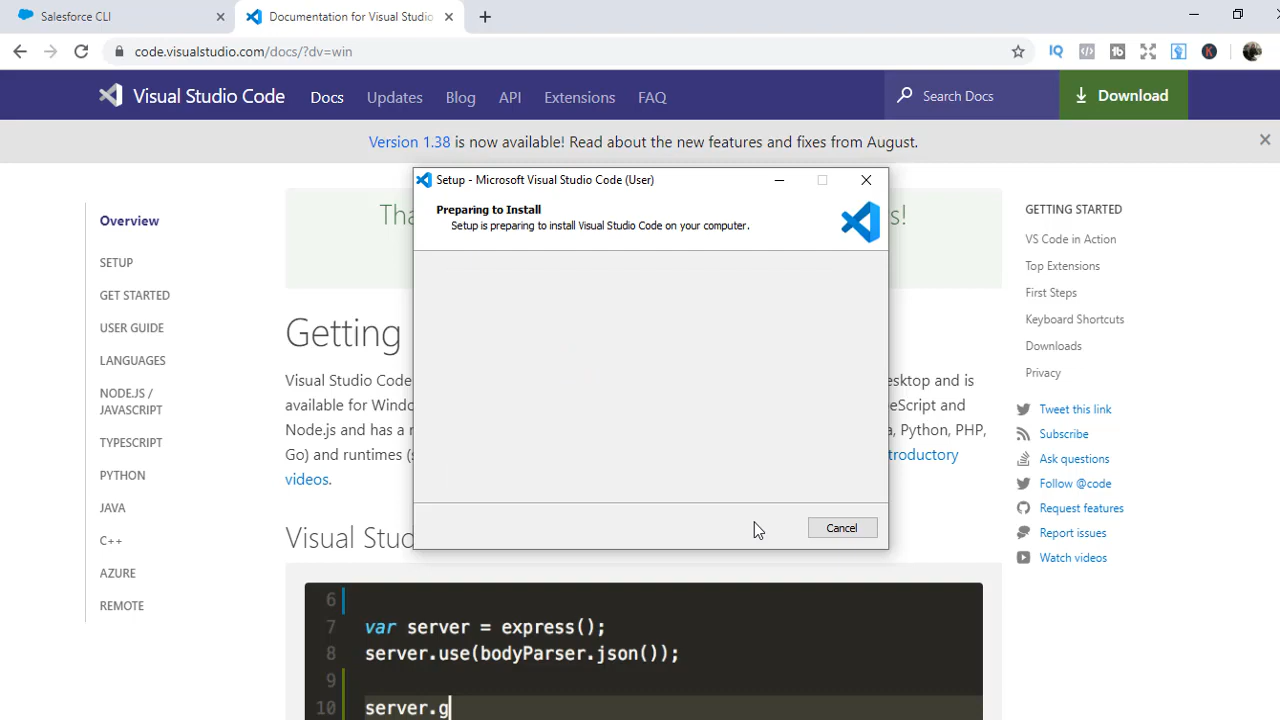 Salesforce CLI
Documentation for Visual Studio
code.visualstudio.com/docs/?dv=win
IQ
K
Visual Studio Code
Docs
Updates
Blog
API
Extensions
FAQ
Search Docs
Download
Version 1.38 is now available! Read about the new features and fixes from August.
Setup - Microsoft Visual Studio Code (User)
Preparing to Install
Setup is preparing to install Visual Studio Code on your computer.
Cancel
Overview
SETUP
GET STARTED
USER GUIDE
LANGUAGES
NODE.JS /
JAVASCRIPT
TYPESCRIPT
PYTHON
JAVA
C++
AZURE
REMOTE
Tha
s!
Getting
Visual Studio Code
esktop and is
available for Windo
eScript and
Node.js and has a r
a, Python, PHP,
Go) and runtimes (s
troductory
videos.
Visual Stud
6
7 var server = express();
8 server.use(bodyParser.json());
9
10 server.g
GETTING STARTED
VS Code in Action
Top Extensions
First Steps
Keyboard Shortcuts
Downloads
Privacy
Tweet this link
Subscribe
Ask questions
Follow @code
Request features
Report issues
Watch videos